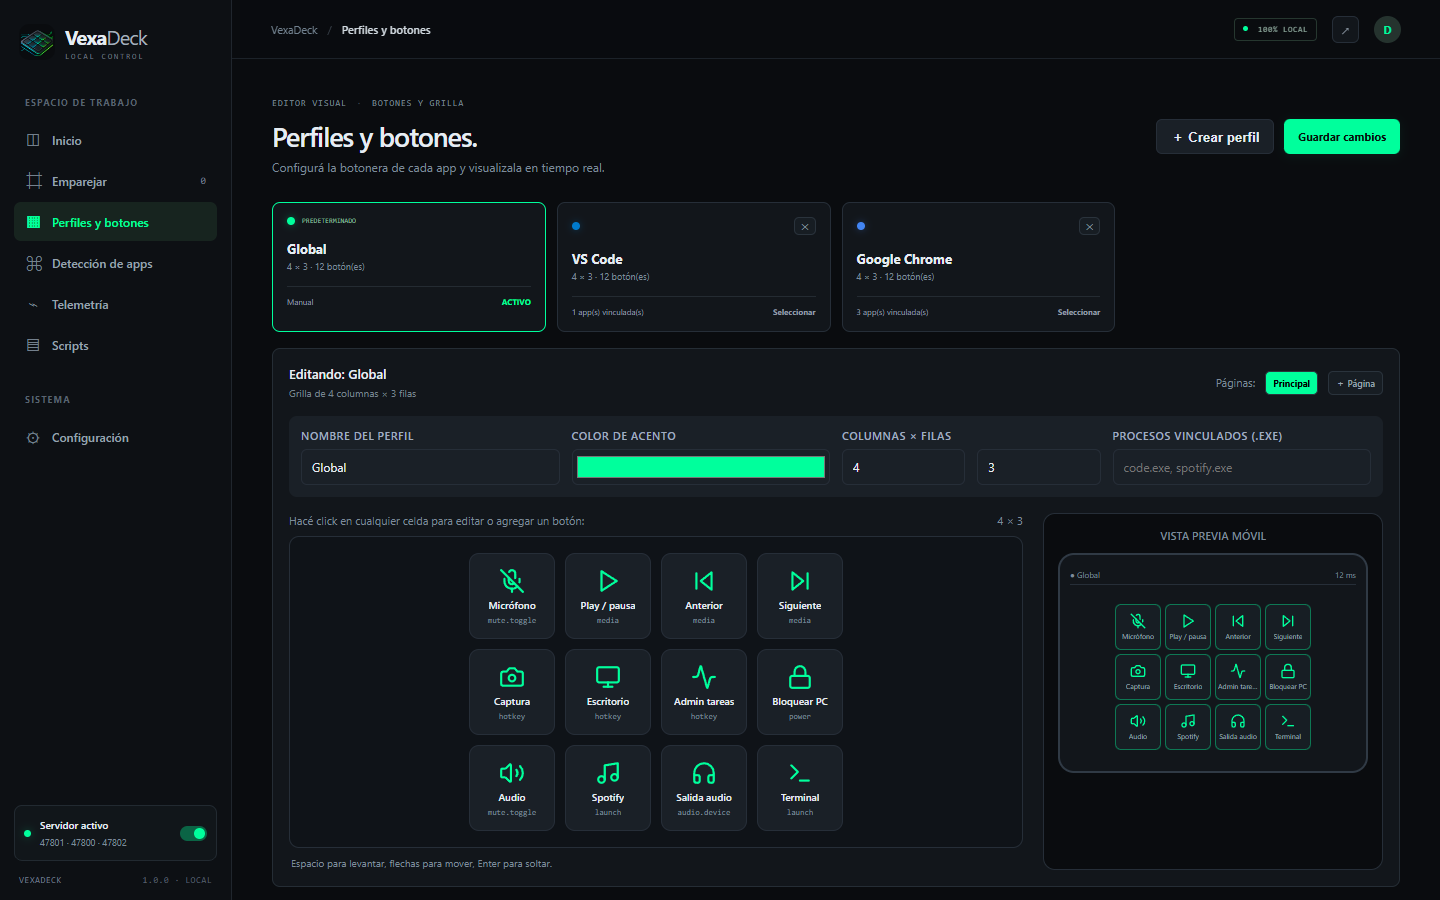 VexaDeck
LOCAL CONTROL
ESPACIO DE TRABAJO
Inicio
Emparejar 0
Perfiles y botones
Detección de apps
Telemetría
Scripts
SISTEMA
Configuración
Servidor activo
47801 · 47800 · 47802
VEXADECK 1.0.0 · LOCAL
VexaDeck / Perfiles y botones
100% LOCAL
D
EDITOR VISUAL · BOTONES Y GRILLA
Perfiles y botones.
Configurá la botonera de cada app y visualizala en tiempo real.
+ Crear perfil
Guardar cambios
PREDETERMINADO
Global
4 × 3 · 12 botón(es)
Manual ACTIVO
VS Code
4 × 3 · 12 botón(es)
1 app(s) vinculada(s) Seleccionar
Google Chrome
4 × 3 · 12 botón(es)
3 app(s) vinculada(s) Seleccionar
Editando: Global
Grilla de 4 columnas × 3 filas
Páginas: Principal + Página
NOMBRE DEL PERFIL COLOR DE ACENTO COLUMNAS × FILAS PROCESOS VINCULADOS (.EXE)
Global 4 3 code.exe, spotify.exe
Hacé click en cualquier celda para editar o agregar un botón: 4 × 3
Micrófono Play / pausa Anterior Siguiente
mute.toggle media media media
Captura Escritorio Admin tareas Bloquear PC
hotkey hotkey hotkey power
Audio Spotify Salida audio Terminal
mute.toggle launch audio.device launch
Espacio para levantar, flechas para mover, Enter para soltar.
VISTA PREVIA MÓVIL
● Global 12 ms
Micrófono Play / pausa Anterior Siguiente
Captura Escritorio Admin tare... Bloquear PC
Audio Spotify Salida audio Terminal